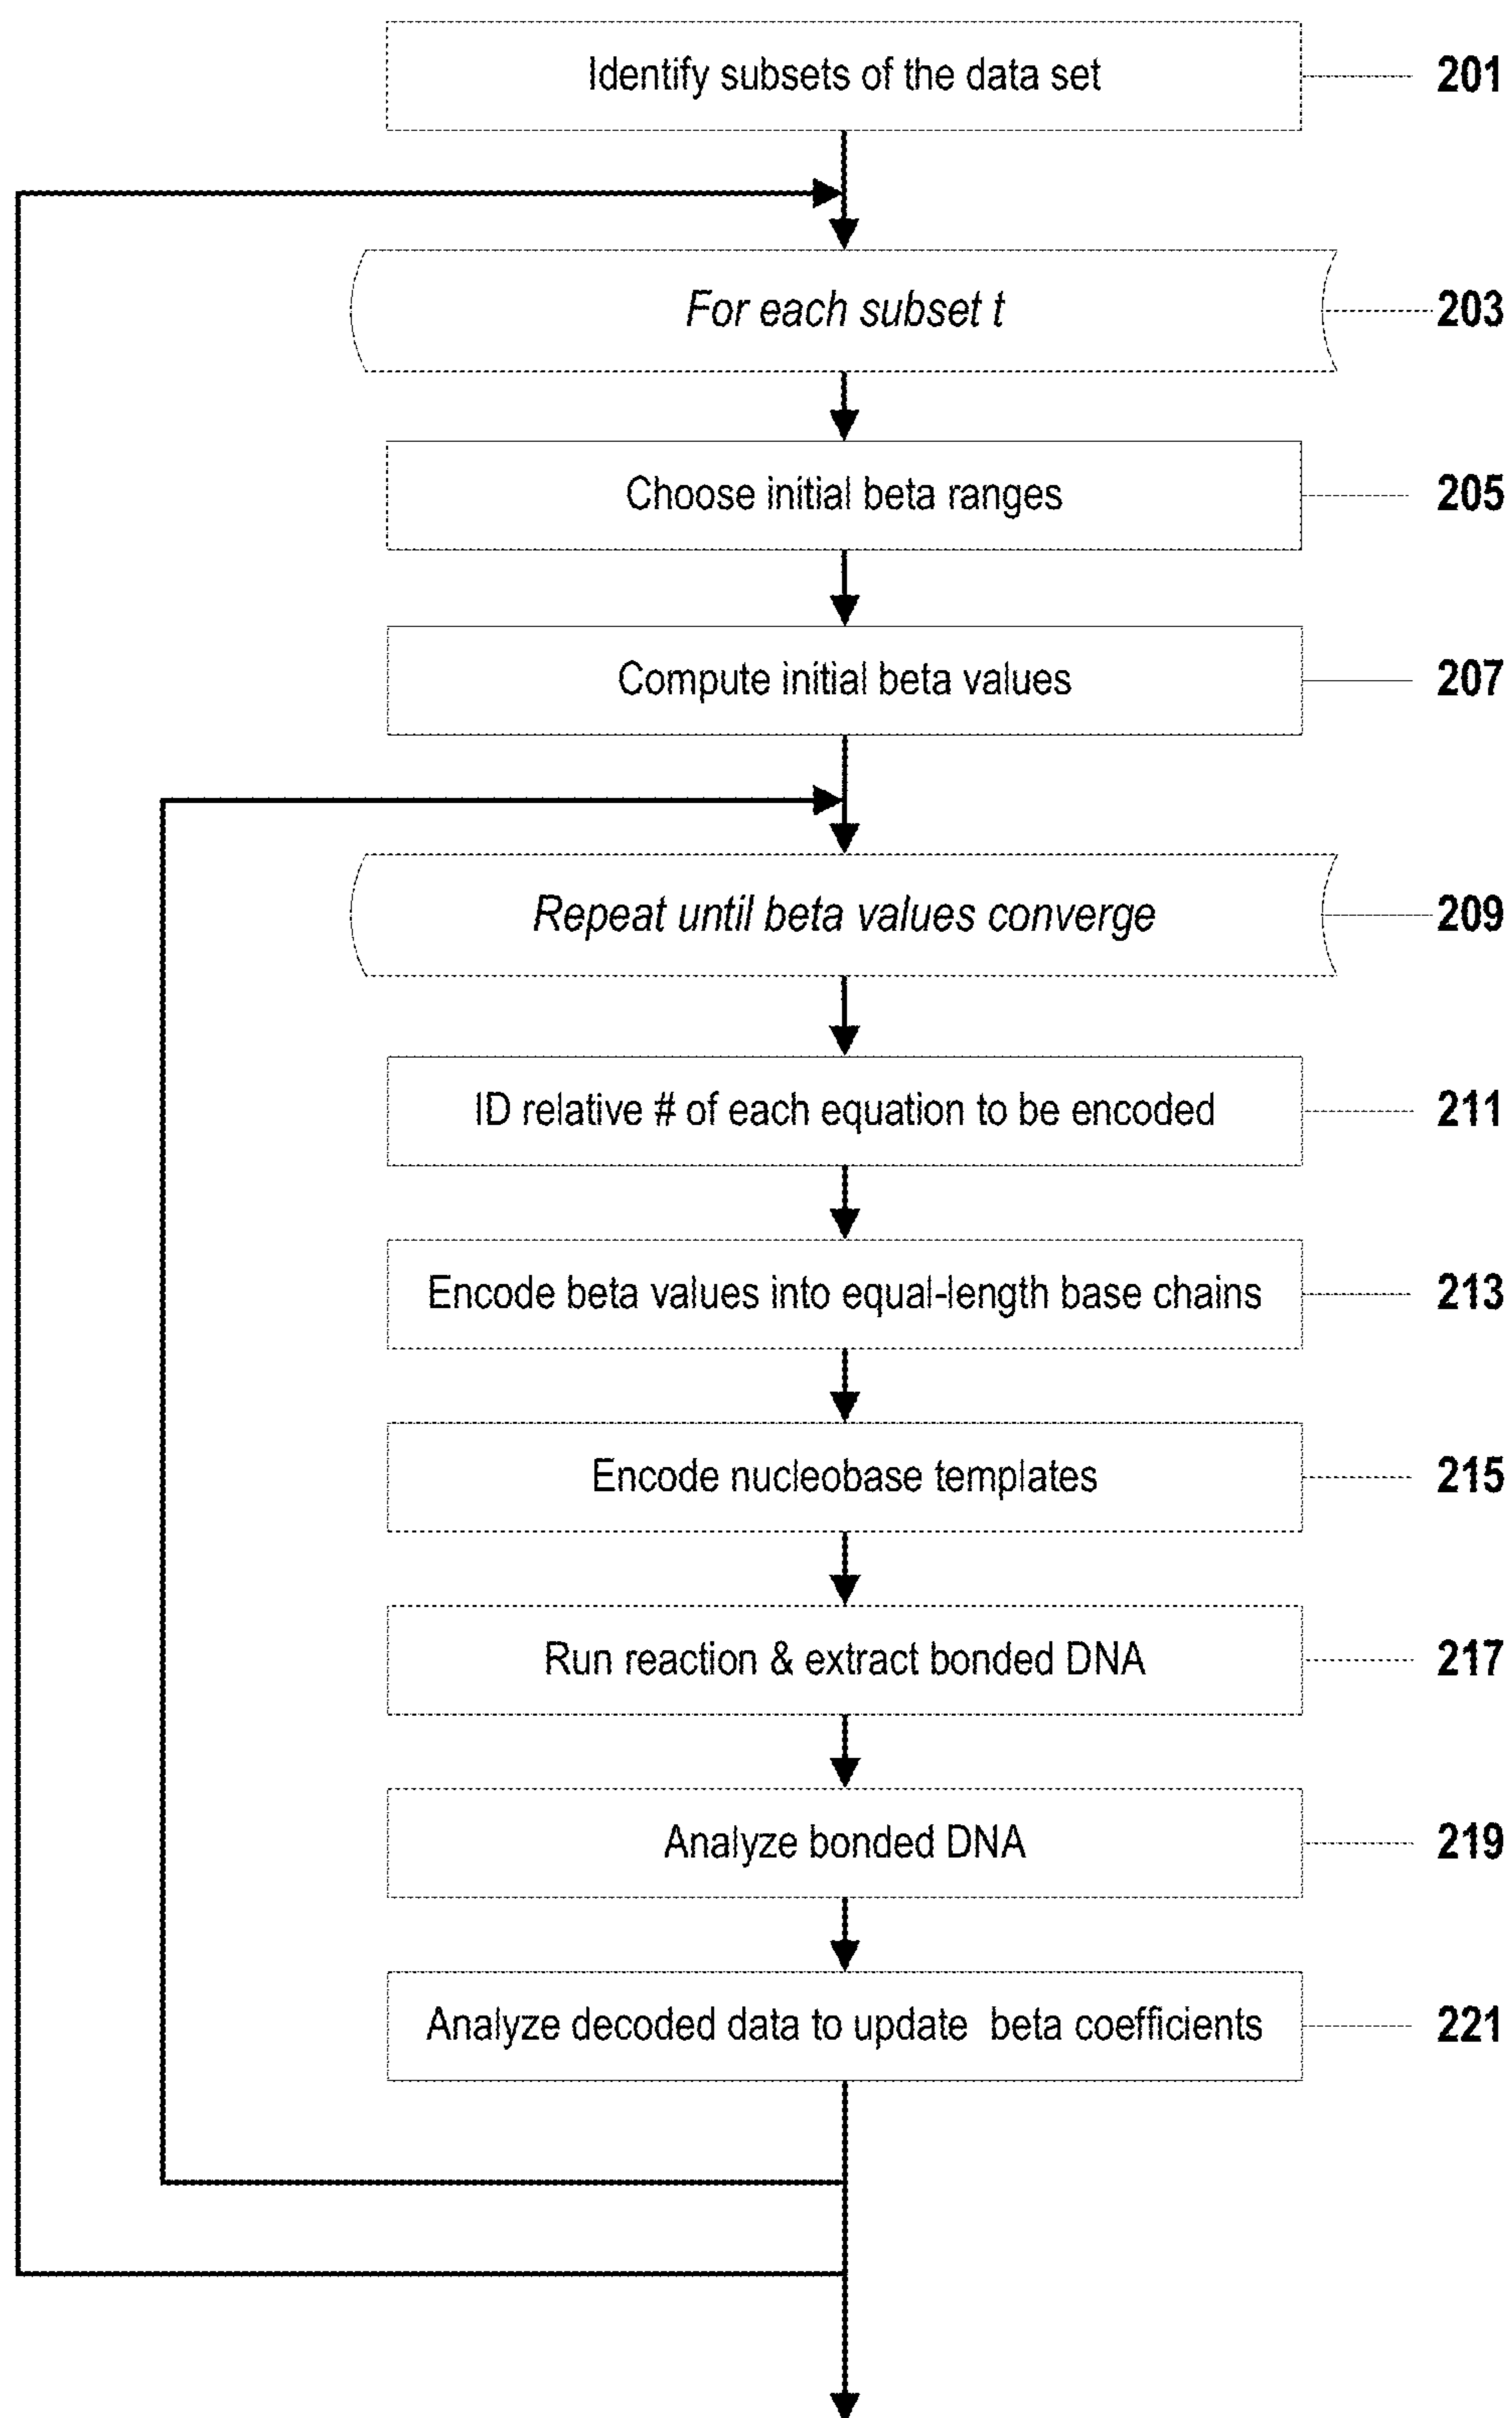 Identify subsets of the data set 201
For each subset t 203
Choose initial beta ranges 205
Compute initial beta values 207
Repeat until beta values converge 209
ID relative # of each equation to be encoded 211
Encode beta values into equal-length base chains 213
Encode nucleobase templates 215
Run reaction & extract bonded DNA 217
Analyze bonded DNA 219
Analyze decoded data to update beta coefficients 221